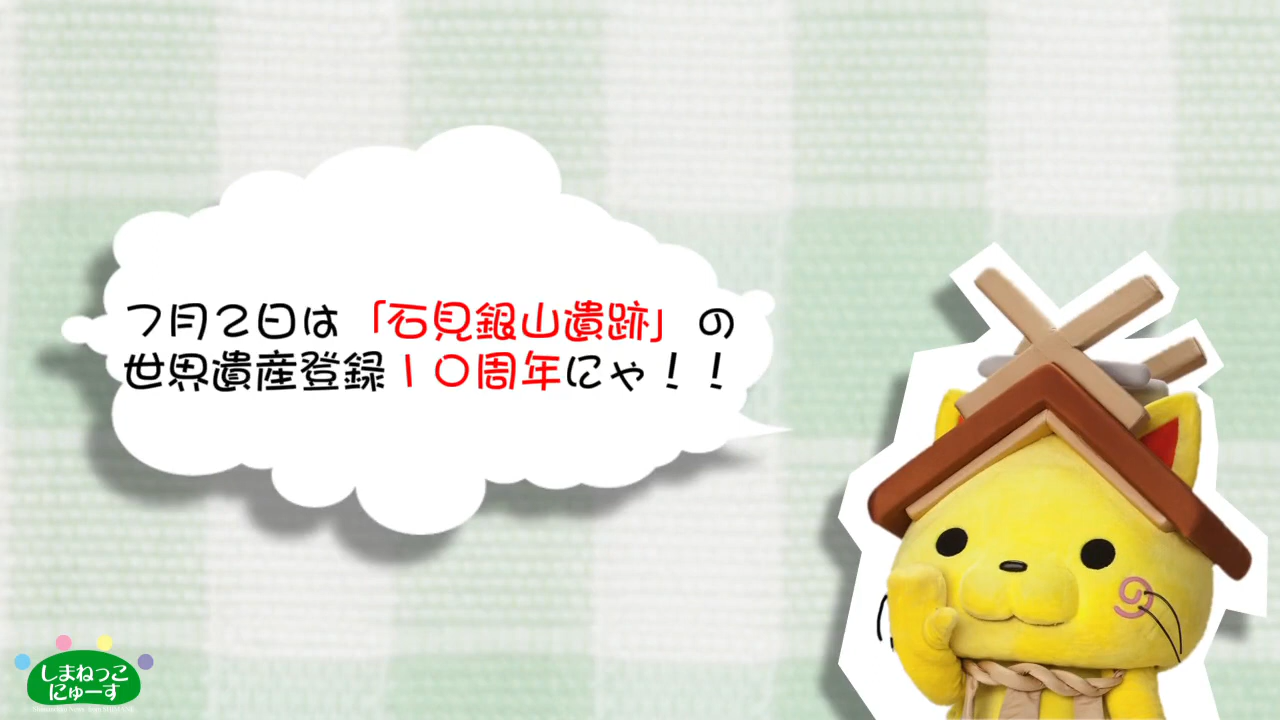 7月2日は「石見銀山遺跡」の
世界遺産登録10周年にゃ！！
しまねっこ
にゅーす